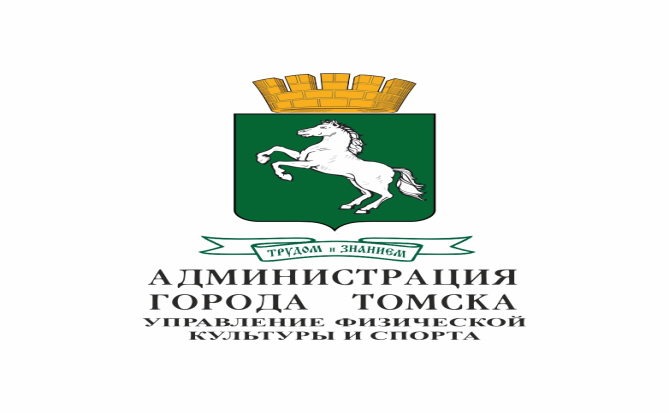 ТРУДОМ и ЗНАНИЕМ
АДМИНИСТРАЦИЯ
ГОРОДА ТОМСКА
УПРАВЛЕНИЕ ФИЗИЧЕСКОЙ
КУЛЬТУРЫ И СПОРТА